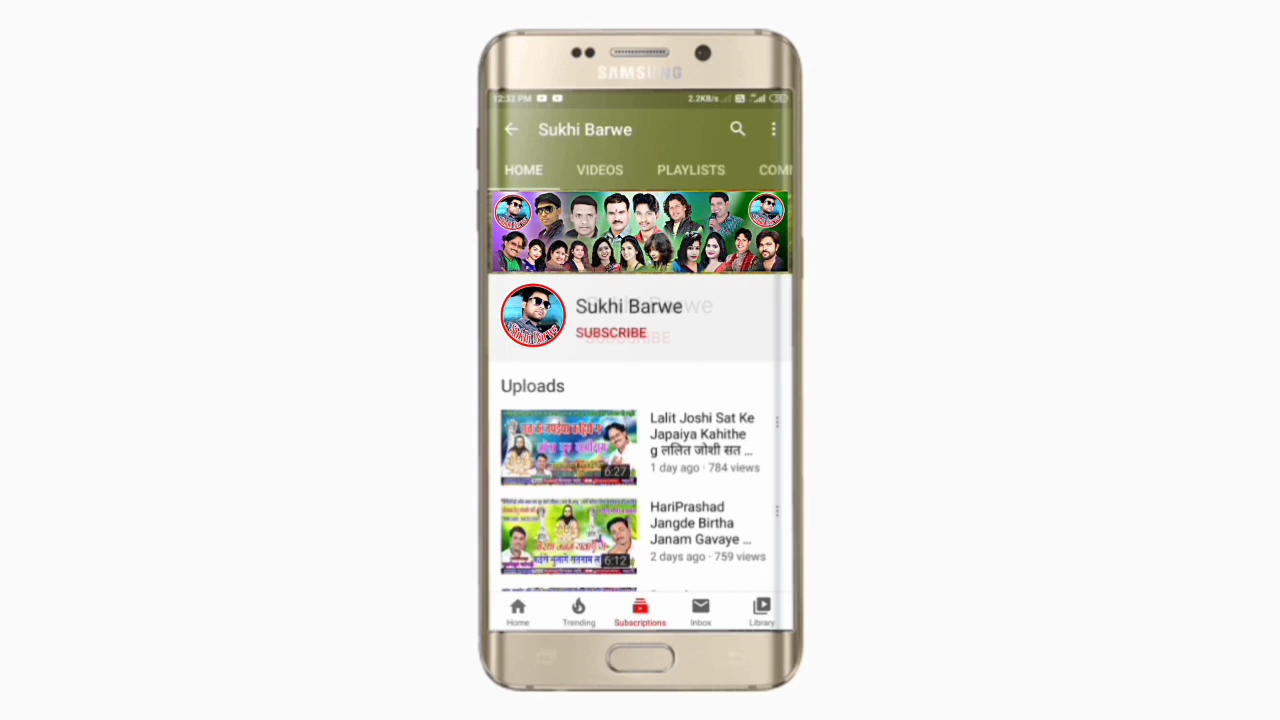 SAMSUNG
12:32 PM 2.2KB/s
Sukhi Barwe
HOME VIDEOS PLAYLISTS COM
Sukhi Barwe
SUBSCRIBE
Uploads
6:27
Lalit Joshi Sat Ke
Japaiya Kahithe
g ललित जोशी सत ...
1 day ago · 784 views
6:12
HariPrashad
Jangde Birtha
Janam Gavaye ...
2 days ago · 759 views
Home Trending Subscriptions Inbox Library